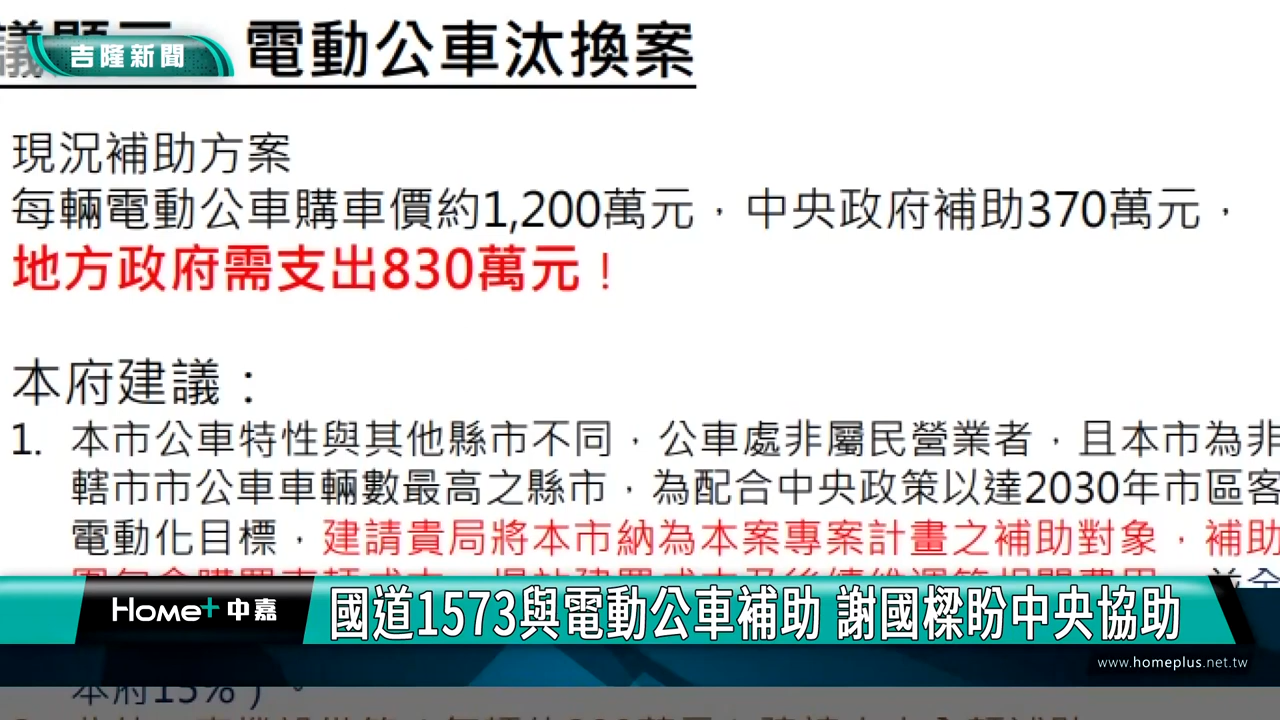 吉隆新聞
電動公車汰換案
現況補助方案
每輛電動公車購車價約1,200萬元，中央政府補助370萬元，
地方政府需支出830萬元！
本府建議：
1. 本市公車特性與其他縣市不同，公車處非屬民營業者，且本市為非
轄市市公車車輛數最高之縣市，為配合中央政策以達2030年市區客
電動化目標，建請貴局將本市納為本案專案計畫之補助對象，補助
Home+中嘉
國道1573與電動公車補助 謝國樑盼中央協助
www.homeplus.net.tw
本府15%）。